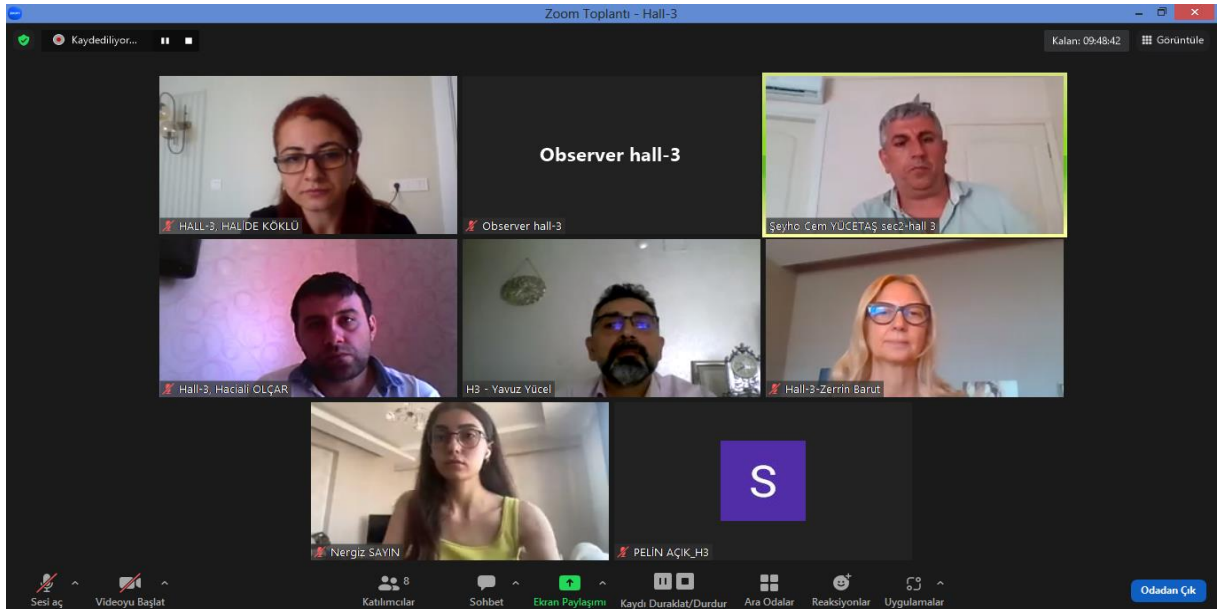 zoom
Zoom Toplantı - Hall-3
Kaydediliyor...
Kalan: 09:48:42
Görüntüle
HALL-3, HALİDE KÖKLÜ
Observer hall-3
Observer hall-3
Şeyho Cem YÜCETAŞ sec2-hall 3
Hall-3, Haciali OLÇAR
H3 - Yavuz Yücel
Hall-3-Zerrin Barut
Nergiz SAYIN
S
PELİN AÇIK_H3
Sesi aç
Videoyu Başlat
8
Katılımcılar
Sohbet
Ekran Paylaşımı
Kaydı Duraklat/Durdur
Ara Odalar
Reaksiyonlar
Uygulamalar
Odadan Çık